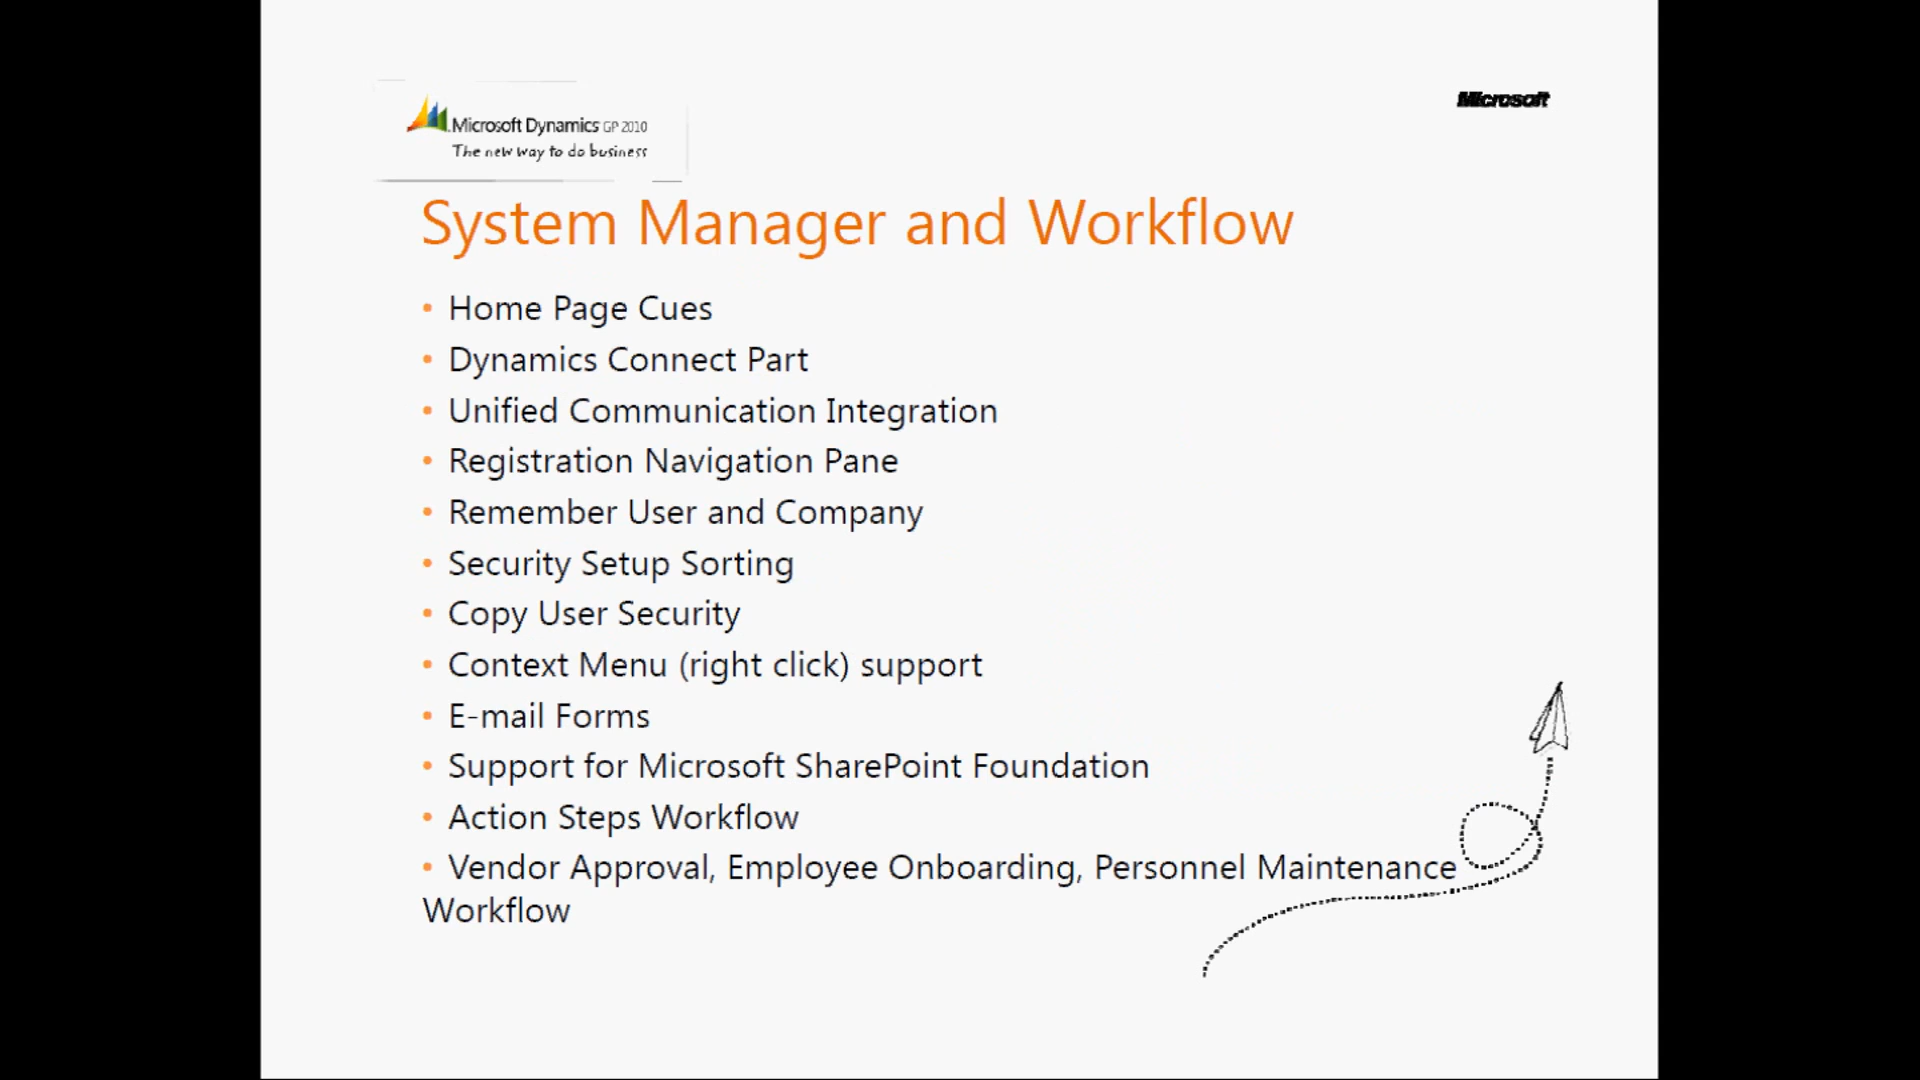 Microsoft Dynamics GP 2010
The new way to do business
Microsoft
System Manager and Workflow
• Home Page Cues
• Dynamics Connect Part
• Unified Communication Integration
• Registration Navigation Pane
• Remember User and Company
• Security Setup Sorting
• Copy User Security
• Context Menu (right click) support
• E-mail Forms
• Support for Microsoft SharePoint Foundation
• Action Steps Workflow
• Vendor Approval, Employee Onboarding, Personnel Maintenance
Workflow